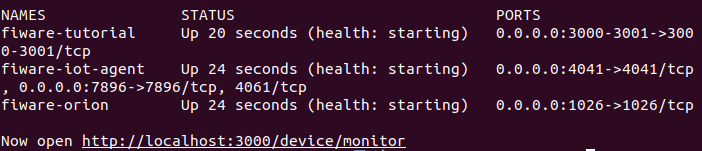 NAMES STATUS PORTS
fiware-tutorial Up 20 seconds (health: starting) 0.0.0.0:3000-3001->300
0-3001/tcp
fiware-iot-agent Up 24 seconds (health: starting) 0.0.0.0:4041->4041/tcp
, 0.0.0.0:7896->7896/tcp, 4061/tcp
fiware-orion Up 24 seconds (health: starting) 0.0.0.0:1026->1026/tcp
Now open http://localhost:3000/device/monitor